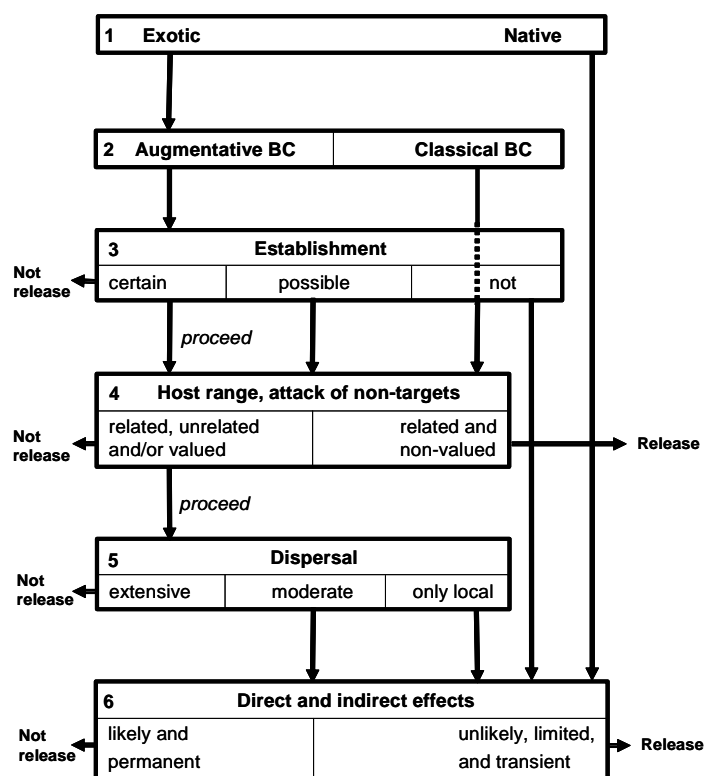 1 Exotic Native
2 Augmentative BC Classical BC
3 Establishment
Not
release
certain possible not
proceed
4 Host range, attack of non-targets
related, unrelated
and/or valued
related and
non-valued
Not
release
Release
proceed
5 Dispersal
Not
release
extensive moderate only local
6 Direct and indirect effects
Not
release
likely and
permanent
unlikely, limited,
and transient
Release